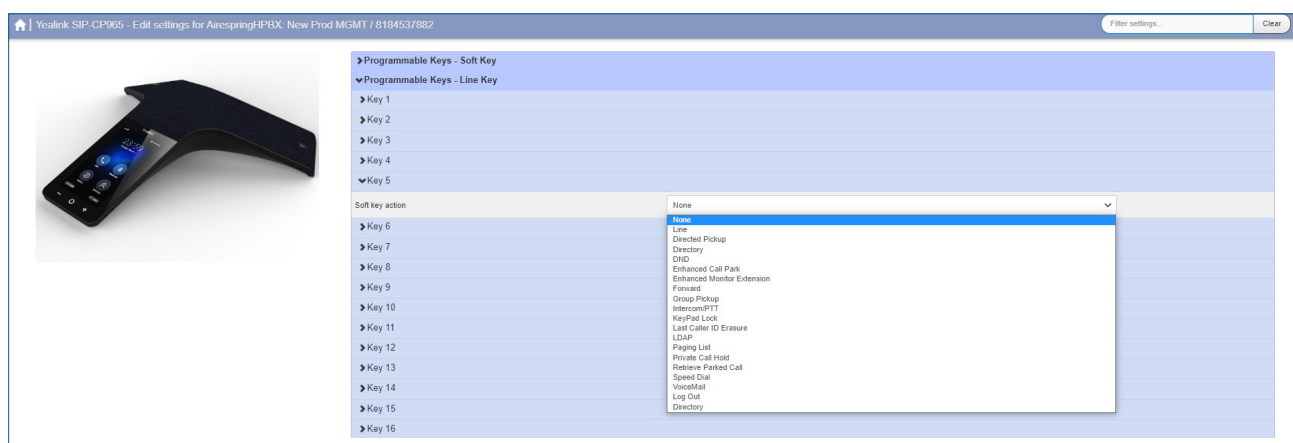 Yealink SIP-CP965 - Edit settings for AirespringHPBX: New Prod MGMT / 8184537882
Filter settings...
Clear
Programmable Keys - Soft Key
Programmable Keys - Line Key
Key 1
Key 2
Key 3
Key 4
Key 5
Soft key action
None
None
Line
Directed Pickup
Directory
DND
Enhanced Call Park
Enhanced Monitor Extension
Forward
Group Pickup
Intercom/PTT
KeyPad Lock
Last Caller ID Erasure
LDAP
Paging List
Private Call Hold
Retrieve Parked Call
Speed Dial
VoiceMail
Log Out
Directory
Key 6
Key 7
Key 8
Key 9
Key 10
Key 11
Key 12
Key 13
Key 14
Key 15
Key 16